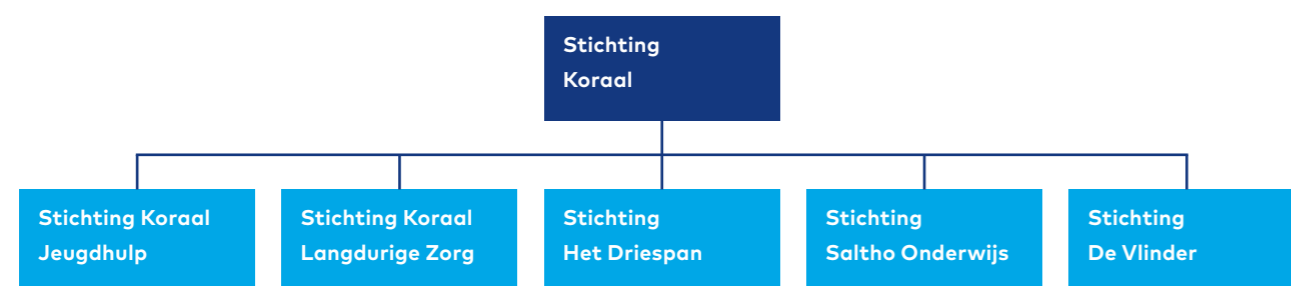 Stichting
Koraal
Stichting Koraal
Jeugdhulp
Stichting Koraal
Langdurige Zorg
Stichting
Het Driespan
Stichting
Saltho Onderwijs
Stichting
De Vlinder